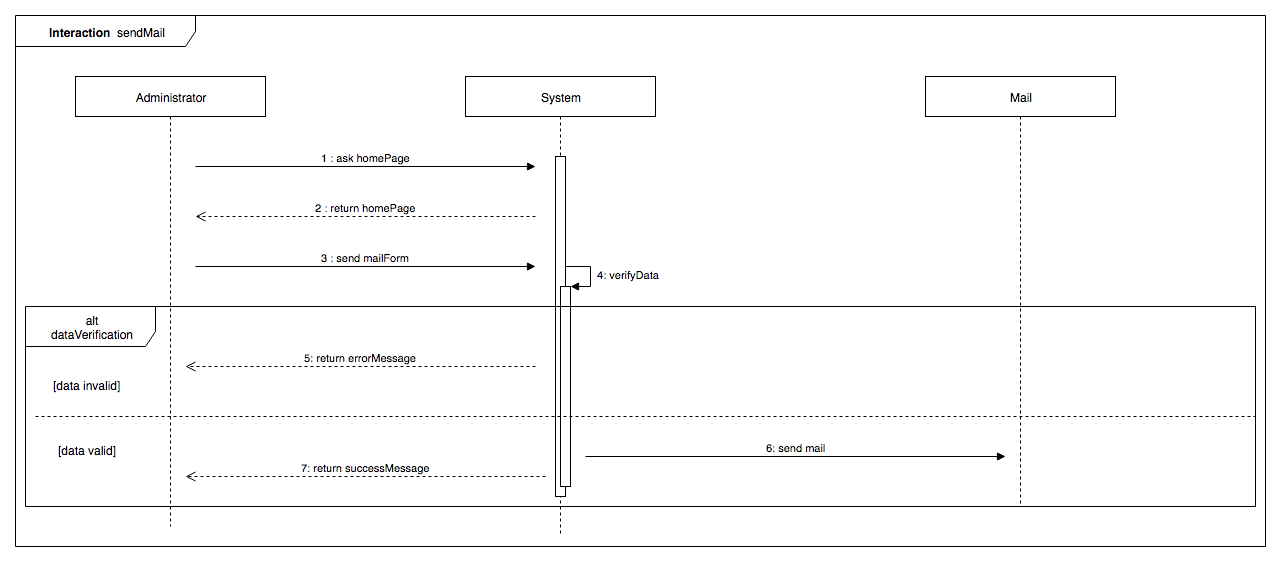 Interaction sendMail
Administrator
System
Mail
1 : ask homePage
2 : return homePage
3 : send mailForm
4: verifyData
alt
dataVerification
5: return errorMessage
[data invalid]
[data valid]
6: send mail
7: return successMessage